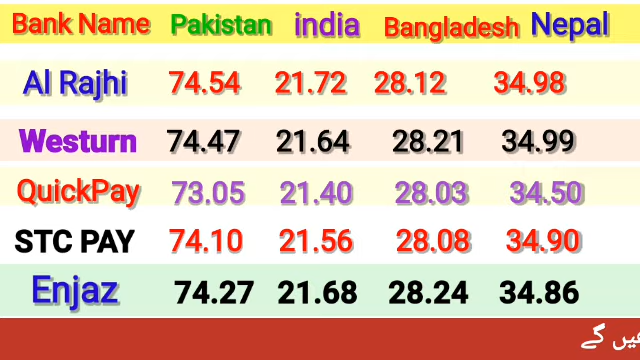 Bank Name Pakistan india Bangladesh Nepal
Al Rajhi 74.54 21.72 28.12 34.98
Westurn 74.47 21.64 28.21 34.99
QuickPay 73.05 21.40 28.03 34.50
STC PAY 74.10 21.56 28.08 34.90
Enjaz 74.27 21.68 28.24 34.86
گے